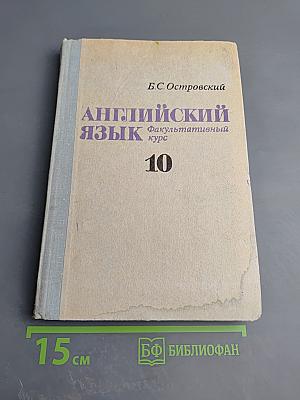 Б.С. Островский
АНГЛИЙСКИЙ
ЯЗЫК Факультативный
курс
10
15 см
БФ БИБЛИОФАН